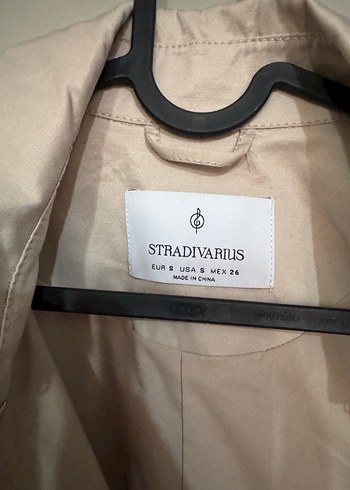 STRADIVARIUS
EUR S USA S MEX 26
MADE IN CHINA